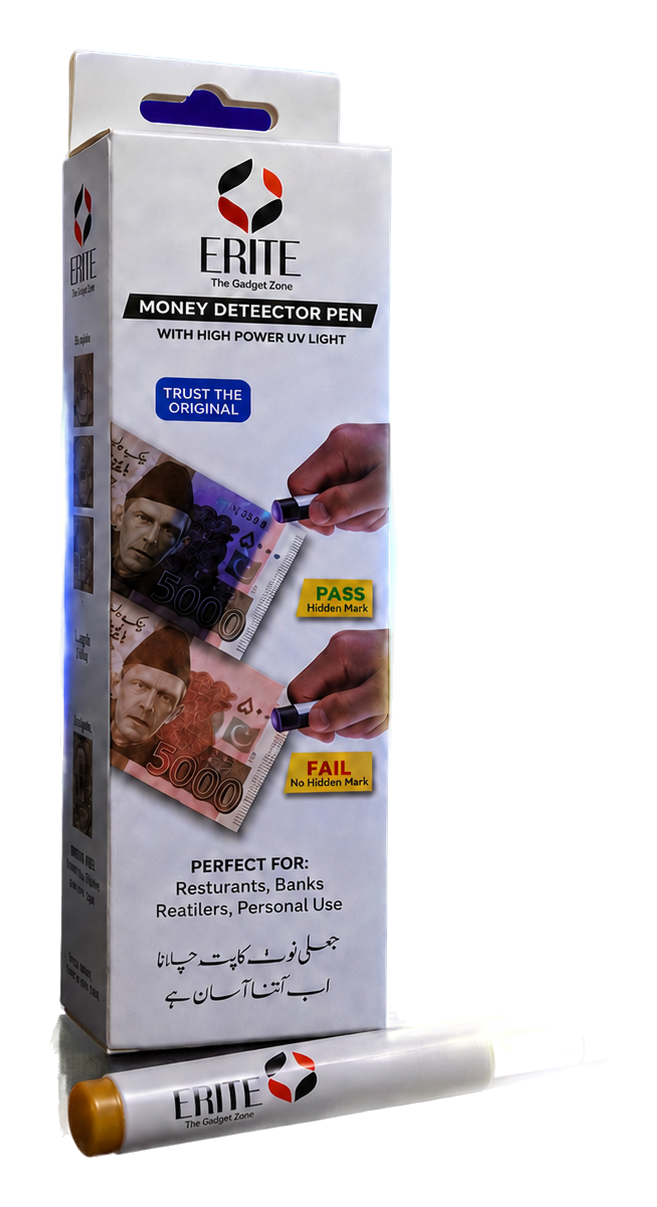 ERITE
The Gadget Zone
MONEY DETEECTOR PEN
WITH HIGH POWER UV LIGHT
TRUST THE
ORIGINAL
۵۰۰
5000
PASS
Hidden Mark
۵۰
5000
FAIL
No Hidden Mark
PERFECT FOR:
Resturants, Banks
Reatilers, Personal Use
جعلی نوٹ کا پتہ چلانا
اب اتنا آسان ہے
ERITE
The Gadget Zone
ERITE
The Gadget Zone